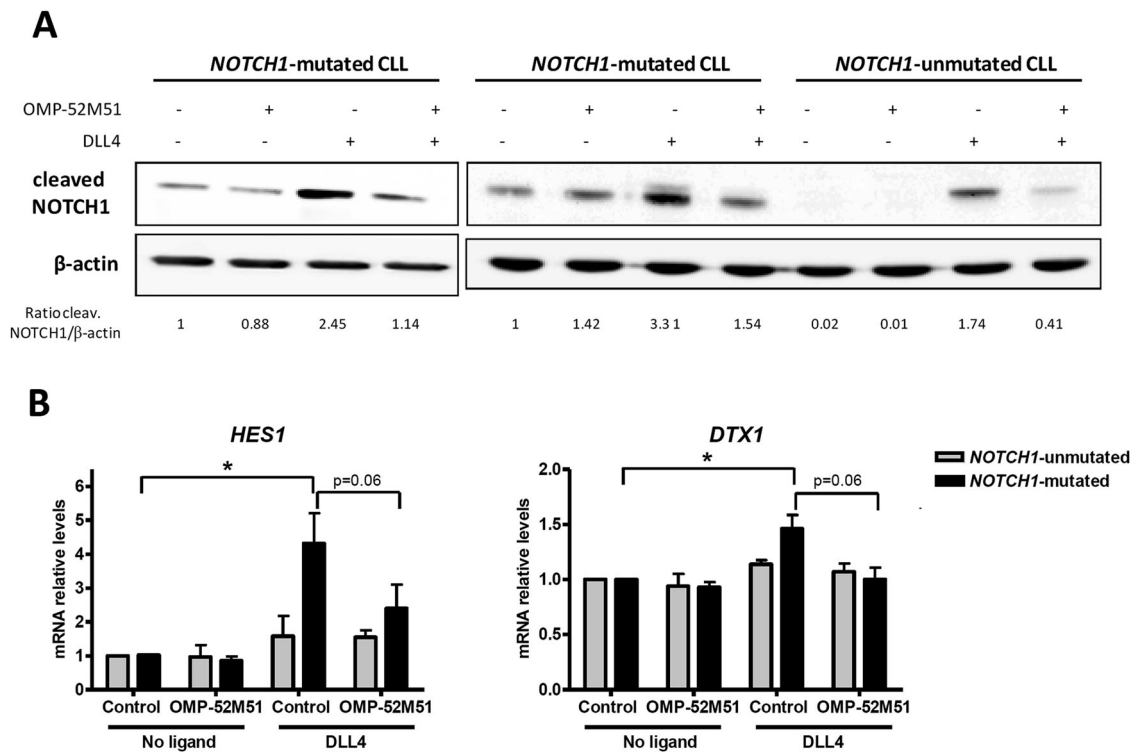 A
NOTCH1-mutated CLL NOTCH1-mutated CLL NOTCH1-unmutated CLL
OMP-52M51 - + - + - + - + - + - +
DLL4 - - + + - - + + - - + +
cleaved
NOTCH1
β-actin
Ratio cleav.
NOTCH1/β-actin 1 0.88 2.45 1.14 1 1.42 3.31 1.54 0.02 0.01 1.74 0.41
B
HES1
mRNA relative levels
6
5
4
3
2
1
0
*
p=0.06
Control OMP-52M51 Control OMP-52M51
No ligand DLL4
DTX1
mRNA relative levels
2.0
1.5
1.0
0.5
0.0
*
p=0.06
Control OMP-52M51 Control OMP-52M51
No ligand DLL4
NOTCH1-unmutated
NOTCH1-mutated